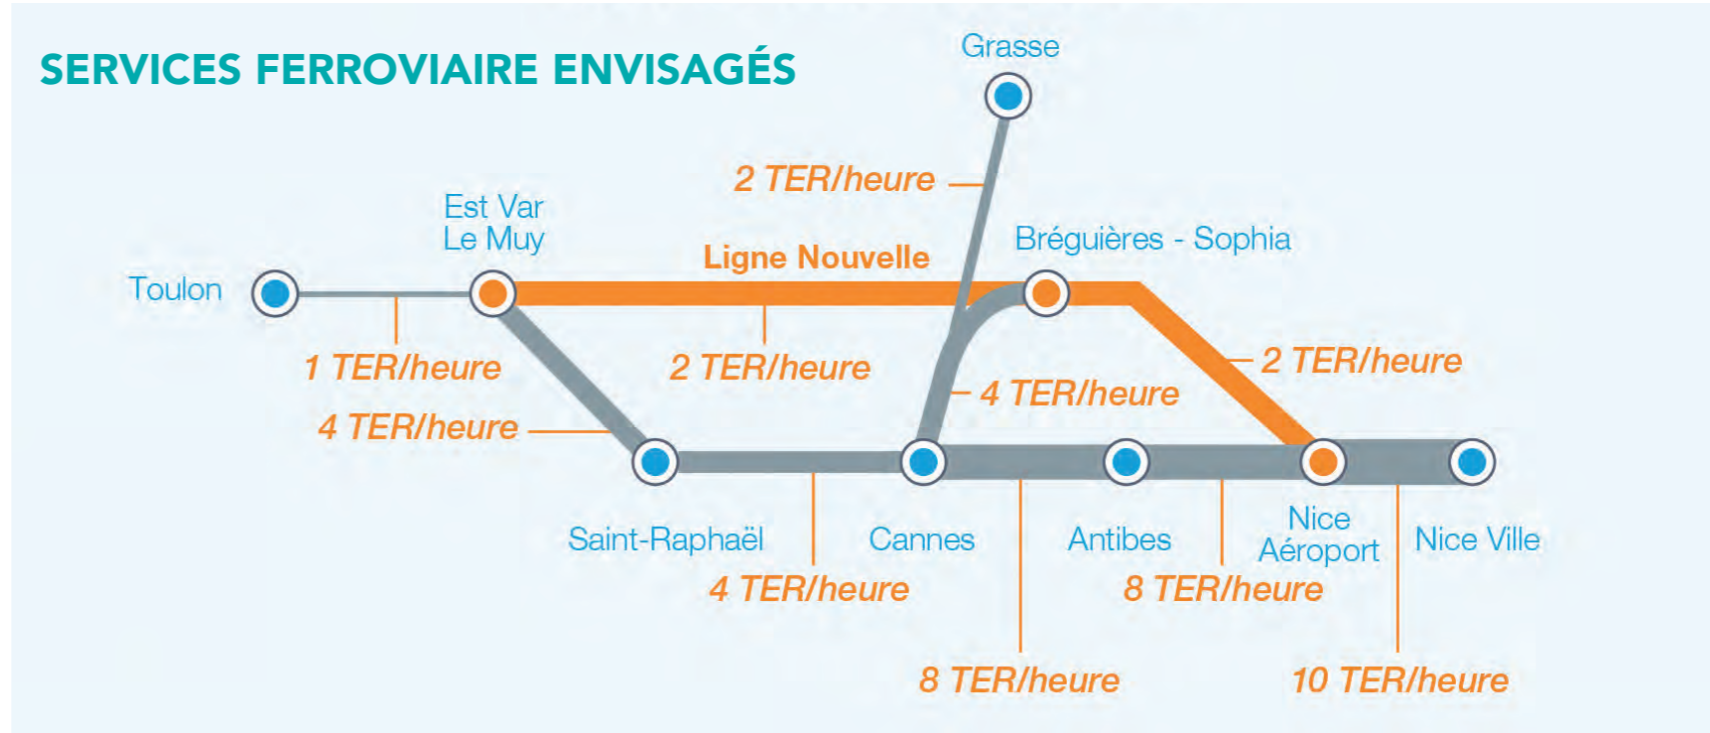 SERVICES FERROVIAIRE ENVISAGÉS
Grasse
2 TER/heure
Est Var
Le Muy
Ligne Nouvelle
Bréguières - Sophia
Toulon
1 TER/heure
2 TER/heure
2 TER/heure
4 TER/heure
4 TER/heure
Saint-Raphaël
Cannes
Antibes
Nice
Aéroport
Nice Ville
4 TER/heure
8 TER/heure
8 TER/heure
10 TER/heure